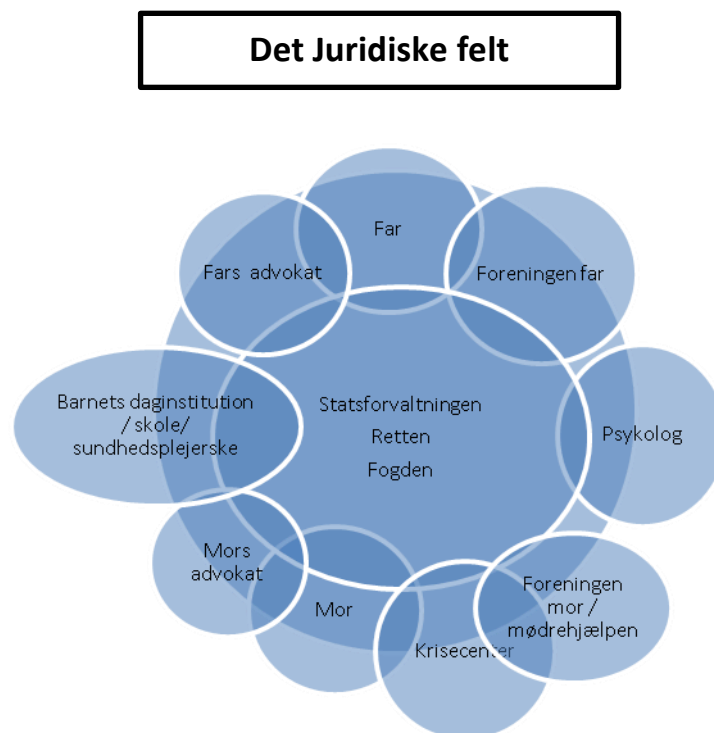 Det Juridiske felt
Far
Fars advokat
Foreningen far
Barnets daginstitution
/ skole/
sundhedsplejerske
Statsforvaltningen
Retten
Fogden
Psykolog
Mors
advokat
Mor
Krisecenter
Foreningen
mor /
mødrehjælpen